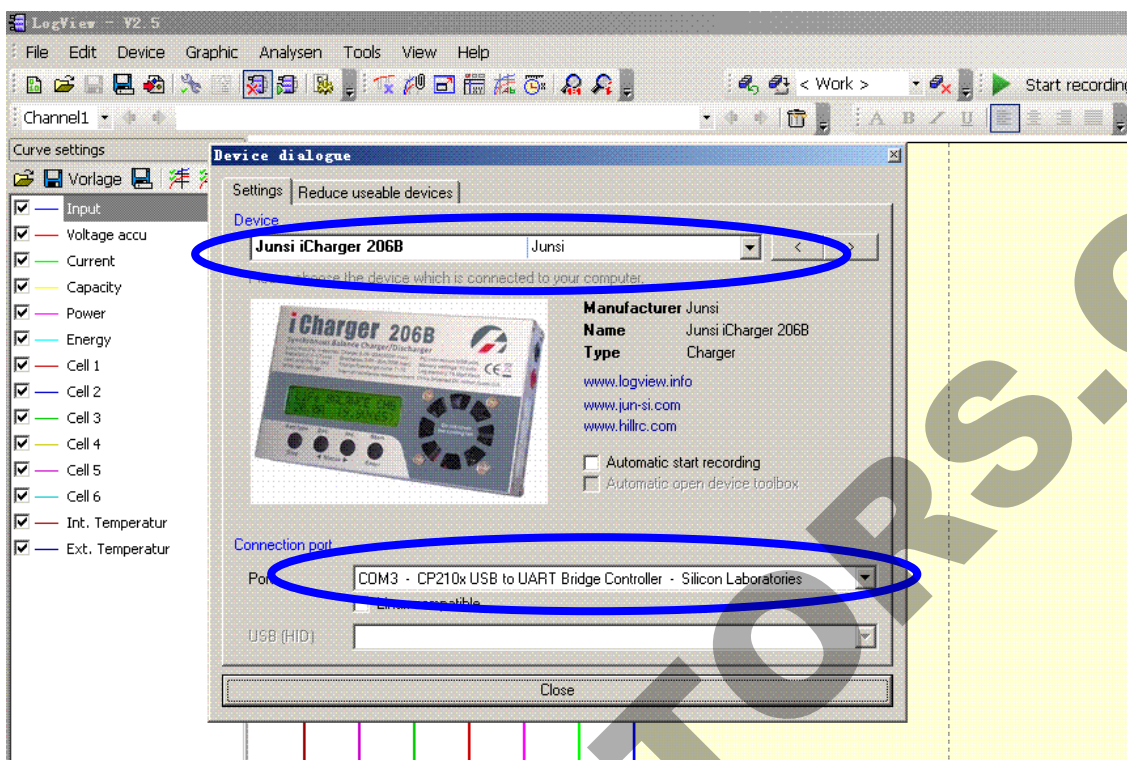 LogView - V2.5
File Edit Device Graphic Analysen Tools View Help
< Work > Start recording
Channel1 A B Z U
Curve settings
Vorlage
Input
Voltage accu
Current
Capacity
Power
Energy
Cell 1
Cell 2
Cell 3
Cell 4
Cell 5
Cell 6
Int. Temperatur
Ext. Temperatur
Device dialogue
Settings Reduce useable devices
Device
Junsi iCharger 206B Junsi < >
choose the device which is connected to your computer.
iCharger 206B
Synchronous Balance Charger/Discharger
Manufacturer Junsi
Name Junsi iCharger 206B
Type Charger
www.logview.info
www.jun-si.com
www.hillrc.com
Automatic start recording
Automatic open device toolbox
Connection port
Port COM3 - CP210x USB to UART Bridge Controller - Silicon Laboratories
USB (HID)
Close
TORS.